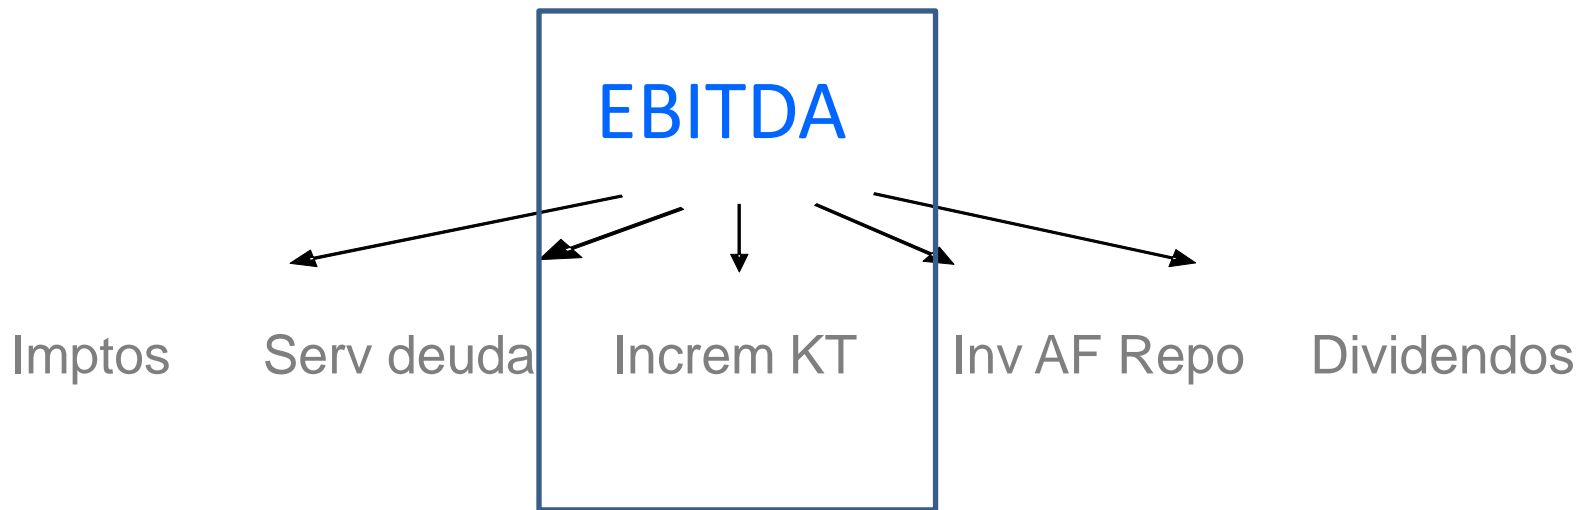 EBITDA
Imptos Serv deuda Increm KT Inv AF Repo Dividendos